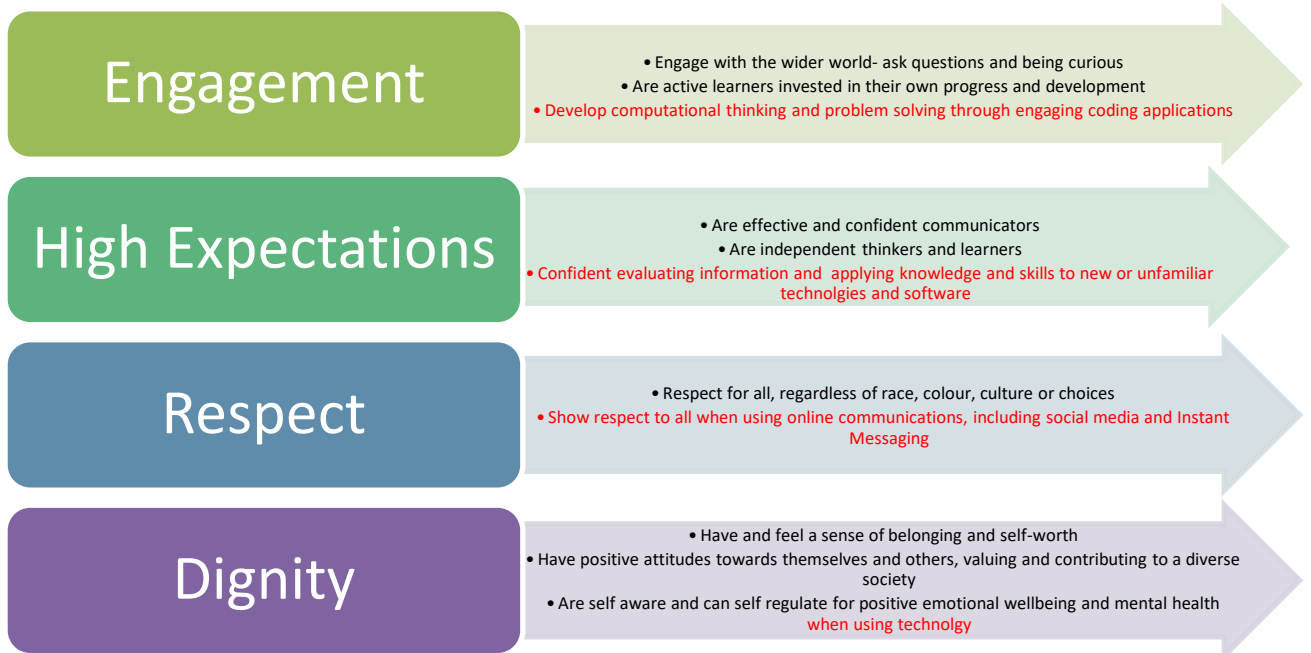 Engagement
• Engage with the wider world- ask questions and being curious
• Are active learners invested in their own progress and development
• Develop computational thinking and problem solving through engaging coding applications
High Expectations
• Are effective and confident communicators
• Are independent thinkers and learners
• Confident evaluating information and applying knowledge and skills to new or unfamiliar
technolgies and software
Respect
• Respect for all, regardless of race, colour, culture or choices
• Show respect to all when using online communications, including social media and Instant
Messaging
Dignity
• Have and feel a sense of belonging and self-worth
• Have positive attitudes towards themselves and others, valuing and contributing to a diverse
society
• Are self aware and can self regulate for positive emotional wellbeing and mental health
when using technolgy